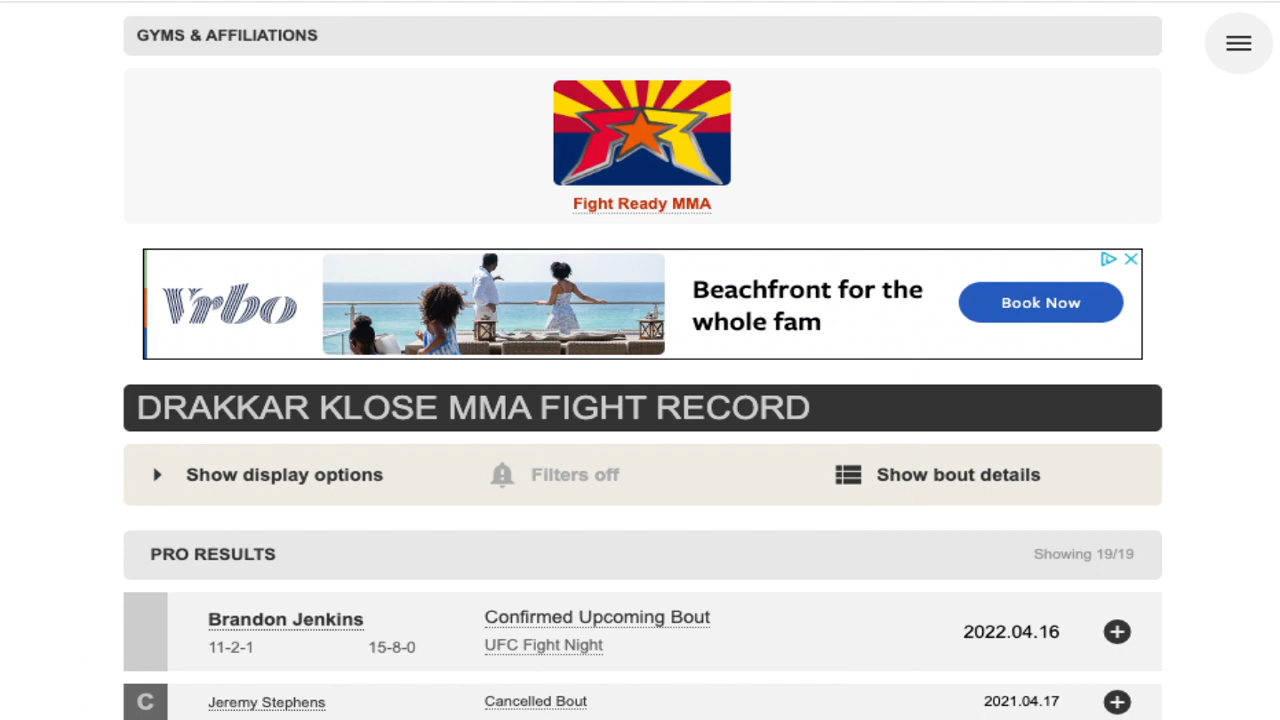 GYMS & AFFILIATIONS
Fight Ready MMA
Vrbo
Beachfront for the
whole fam
Book Now
DRAKKAR KLOSE MMA FIGHT RECORD
Show display options
Filters off
Show bout details
PRO RESULTS
Showing 19/19
Brandon Jenkins
Confirmed Upcoming Bout
2022.04.16
11-2-1
15-8-0
UFC Fight Night
C
Jeremy Stephens
Cancelled Bout
2021.04.17